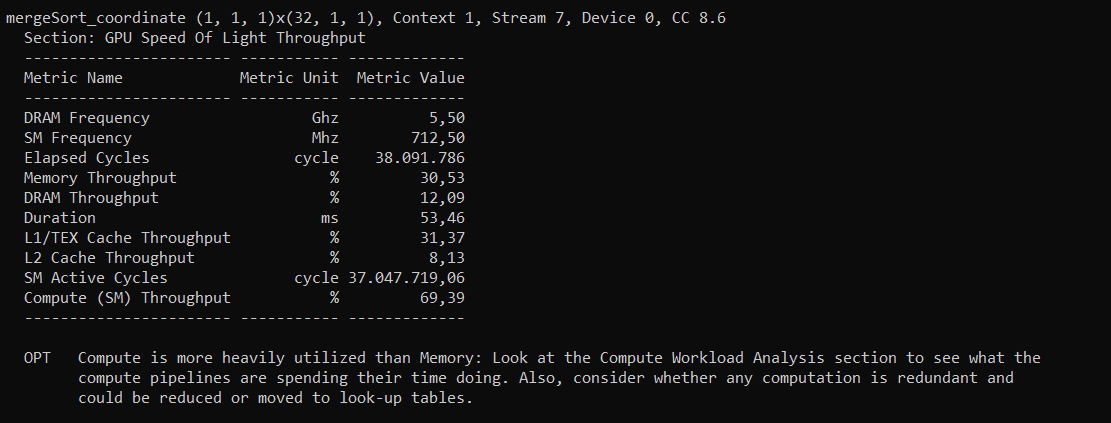 mergeSort_coordinate (1, 1, 1)x(32, 1, 1), Context 1, Stream 7, Device 0, CC 8.6
Section: GPU Speed Of Light Throughput
----------------------- ----------- -------------
Metric Name Metric Unit Metric Value
----------------------- ----------- -------------
DRAM Frequency Ghz 5,50
SM Frequency Mhz 712,50
Elapsed Cycles cycle 38.091.786
Memory Throughput % 30,53
DRAM Throughput % 12,09
Duration ms 53,46
L1/TEX Cache Throughput % 31,37
L2 Cache Throughput % 8,13
SM Active Cycles cycle 37.047.719,06
Compute (SM) Throughput % 69,39
----------------------- ----------- -------------
OPT Compute is more heavily utilized than Memory: Look at the Compute Workload Analysis section to see what the
compute pipelines are spending their time doing. Also, consider whether any computation is redundant and
could be reduced or moved to look-up tables.